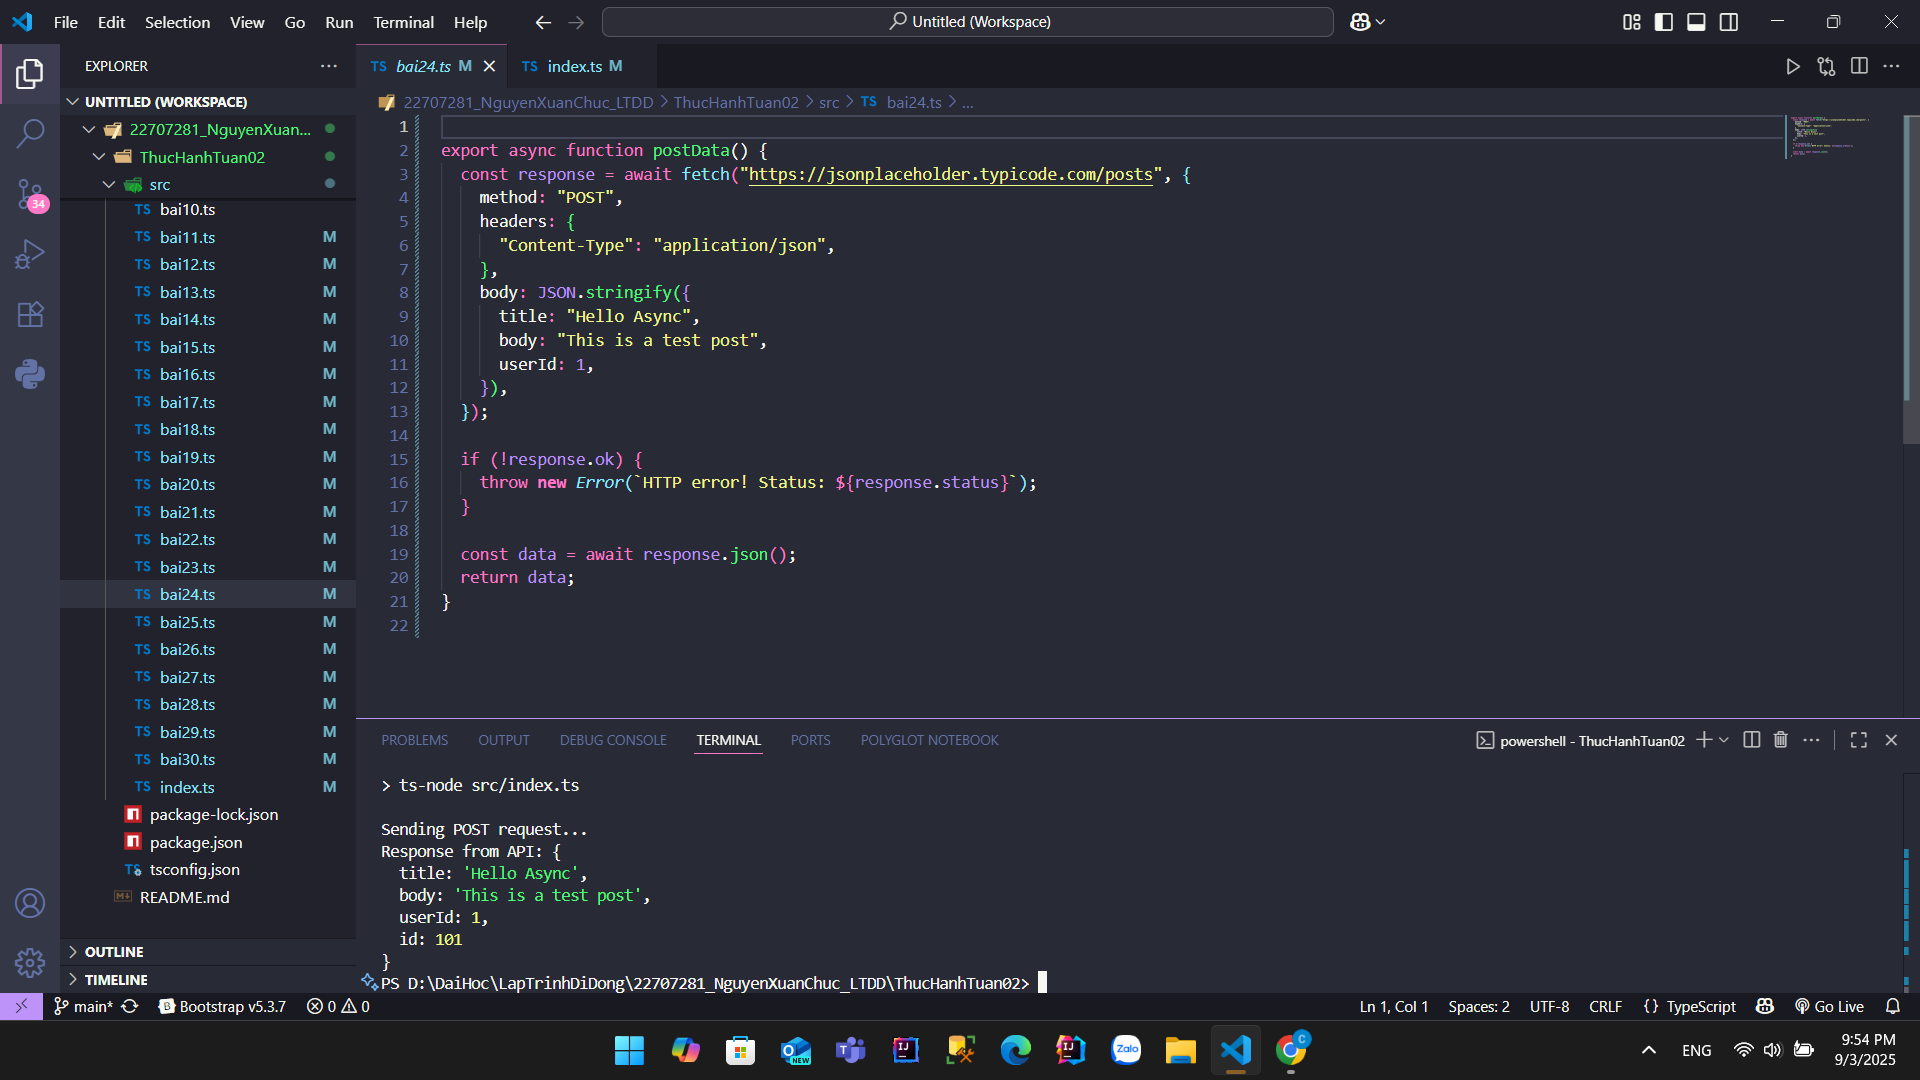 File Edit Selection View Go Run Terminal Help
Untitled (Workspace)
EXPLORER
UNTITLED (WORKSPACE)
22707281_NguyenXuan...
ThucHanhTuan02
src
TS bai10.ts
TS bai11.ts M
TS bai12.ts M
TS bai13.ts M
TS bai14.ts M
TS bai15.ts M
TS bai16.ts M
TS bai17.ts M
TS bai18.ts M
TS bai19.ts M
TS bai20.ts M
TS bai21.ts M
TS bai22.ts M
TS bai23.ts M
TS bai24.ts M
TS bai25.ts M
TS bai26.ts M
TS bai27.ts M
TS bai28.ts M
TS bai29.ts M
TS bai30.ts M
TS index.ts M
package-lock.json
package.json
TS tsconfig.json
README.md
OUTLINE
TIMELINE
34
TS bai24.ts M
TS index.ts M
22707281_NguyenXuanChuc_LTDD > ThucHanhTuan02 > src > TS bai24.ts > ...
1
2 export async function postData() {
3 const response = await fetch("https://jsonplaceholder.typicode.com/posts", {
4 method: "POST",
5 headers: {
6 "Content-Type": "application/json",
7 },
8 body: JSON.stringify({
9 title: "Hello Async",
10 body: "This is a test post",
11 userId: 1,
12 }),
13 });
14
15 if (!response.ok) {
16 throw new Error(`HTTP error! Status: ${response.status}`);
17 }
18
19 const data = await response.json();
20 return data;
21 }
22
PROBLEMS OUTPUT DEBUG CONSOLE TERMINAL PORTS POLYGLOT NOTEBOOK
powershell - ThucHanhTuan02
> ts-node src/index.ts
Sending POST request...
Response from API: {
title: 'Hello Async',
body: 'This is a test post',
userId: 1,
id: 101
}
PS D:\DaiHoc\LapTrinhDiDong\22707281_NguyenXuanChuc_LTDD\ThucHanhTuan02>
main* Bootstrap v5.3.7 0 0
Ln 1, Col 1 Spaces: 2 UTF-8 CRLF {} TypeScript Go Live
NEW
Zalo
C
ENG
9:54 PM
9/3/2025